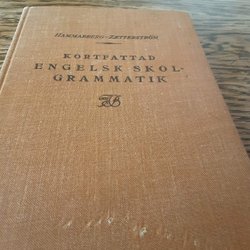 HAMMARBERG-ZETTERSTRÖM
KORTFATTAD
ENGELSK SKOL-
GRAMMATIK